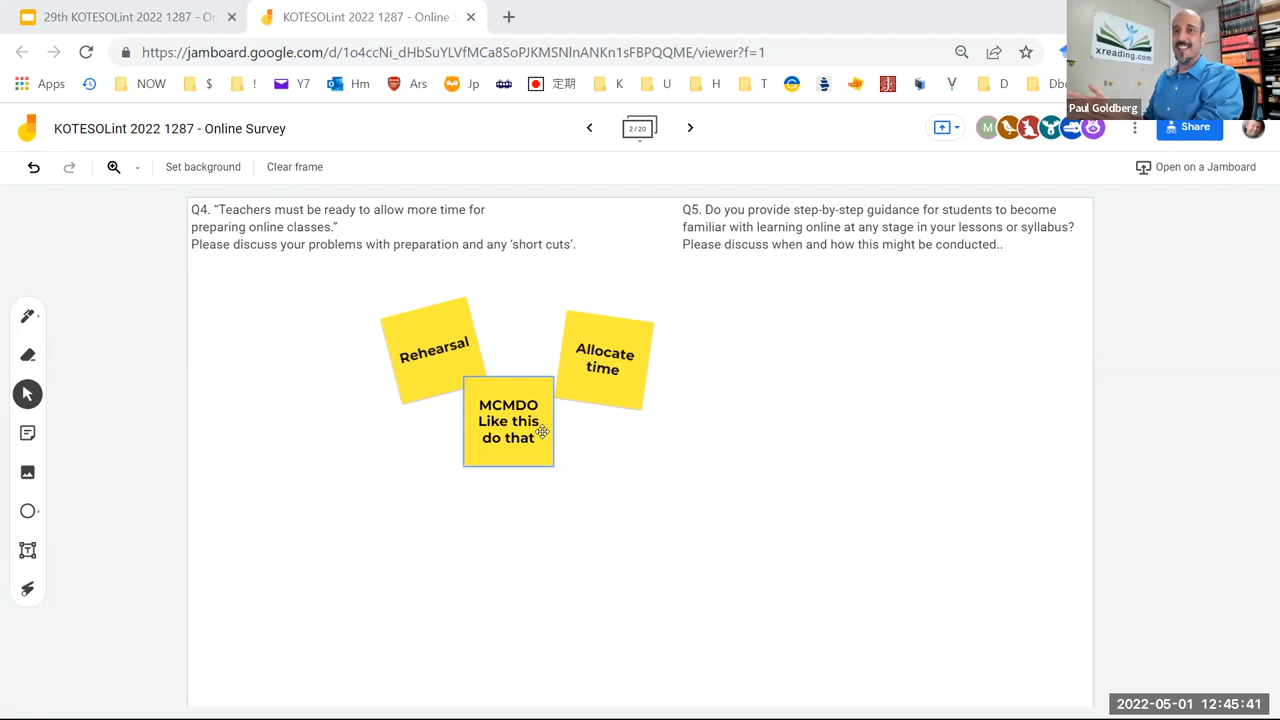 29th KOTESOLint 2022 1287 - On
KOTESOLint 2022 1287 - Online S
https://jamboard.google.com/d/1o4ccNi_dHbSuYLVfMCa8SoPJKMSNlnANKn1sFBPQQME/viewer?f=1
Apps
NOW
$
!
Y7
Hro
Ars
Jp
定期
K
U
H
T
V
D
Dbo
xreading.com
Paul Goldberg
KOTESOLint 2022 1287 - Online Survey
2 / 20
M
Share
Set background
Clear frame
Open on a Jamboard
Q4. “Teachers must be ready to allow more time for
preparing online classes.”
Please discuss your problems with preparation and any ‘short cuts’.
Q5. Do you provide step-by-step guidance for students to become
familiar with learning online at any stage in your lessons or syllabus?
Please discuss when and how this might be conducted..
Rehearsal
Allocate
time
MCMDO
Like this
do that
2022-05-01 12:45:41